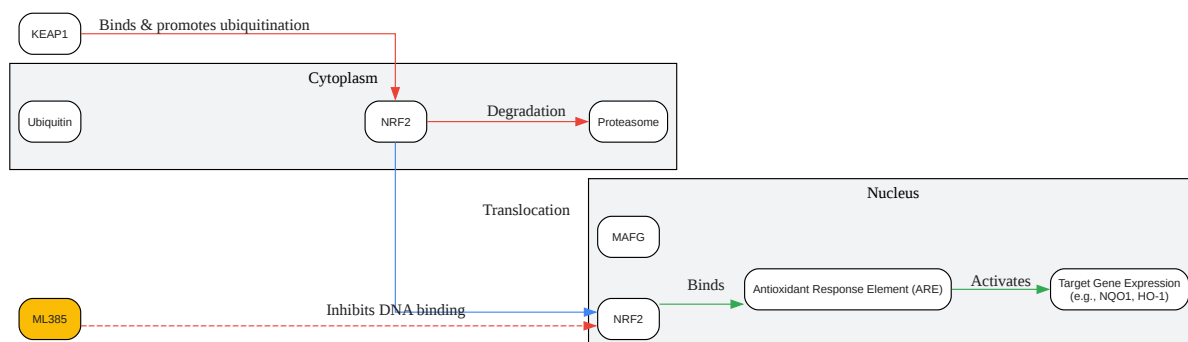 KEAP1
Binds & promotes ubiquitination
Cytoplasm
Ubiquitin
NRF2
Degradation
Proteasome
Translocation
Nucleus
MAFG
Binds
Antioxidant Response Element (ARE)
Activates
Target Gene Expression
(e.g., NQO1, HO-1)
ML385
Inhibits DNA binding
NRF2